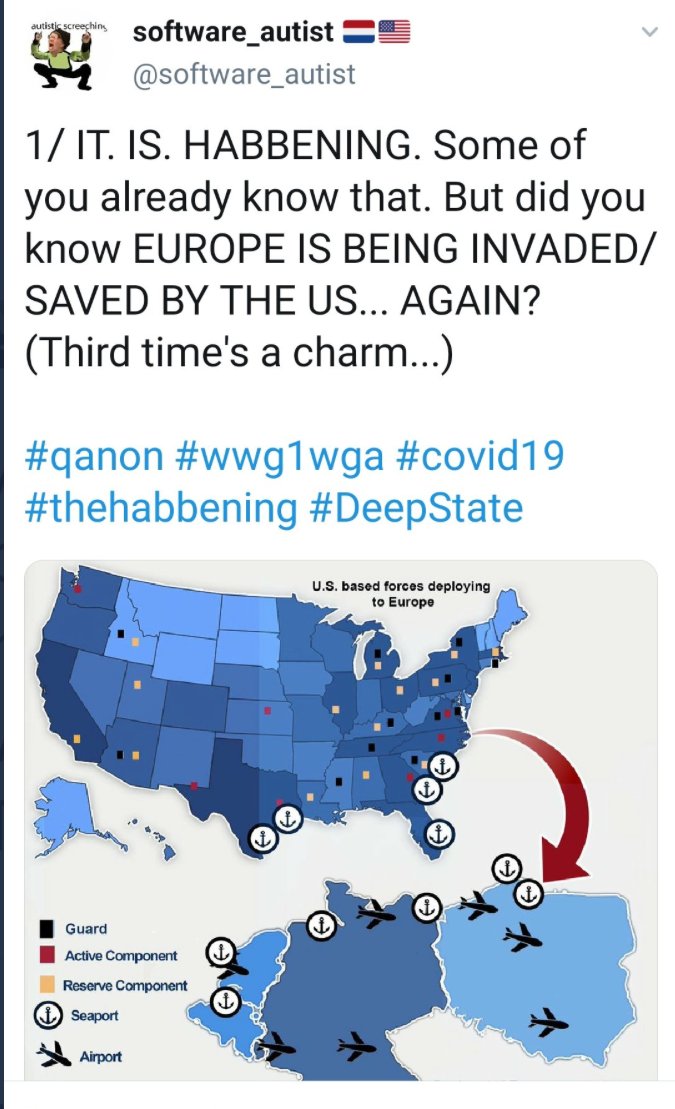 autistic screeching
software_autist
@software_autist
1/ IT. IS. HABBENING. Some of
you already know that. But did you
know EUROPE IS BEING INVADED/
SAVED BY THE US... AGAIN?
(Third time's a charm...)
#qanon #wwg1wga #covid19
#thehabbening #DeepState
U.S. based forces deploying
to Europe
Guard
Active Component
Reserve Component
Seaport
Airport